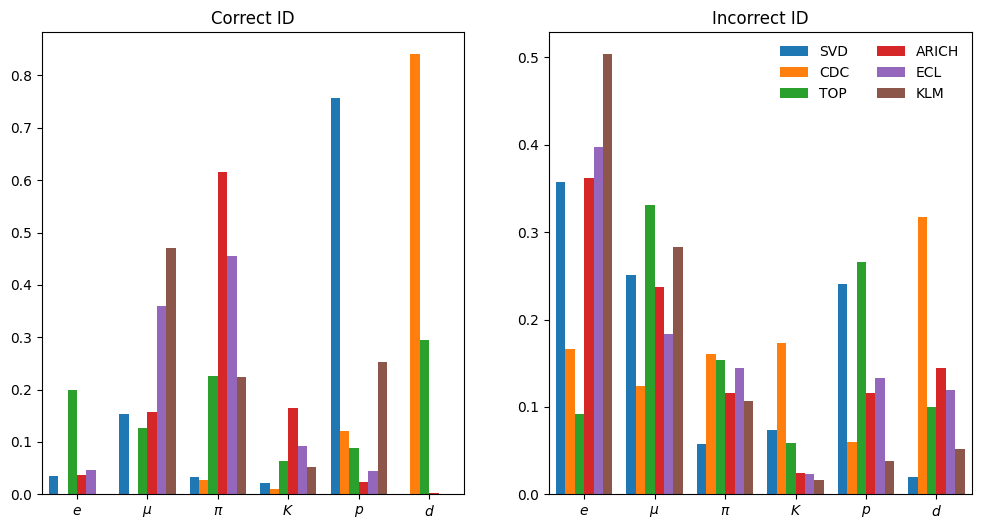 Correct ID
0.8
0.7
0.6
0.5
0.4
0.3
0.2
0.1
0.0
e
μ
π
K
p
d
Incorrect ID
SVD
CDC
TOP
ARICH
ECL
KLM
0.5
0.4
0.3
0.2
0.1
0.0
e
μ
π
K
p
d